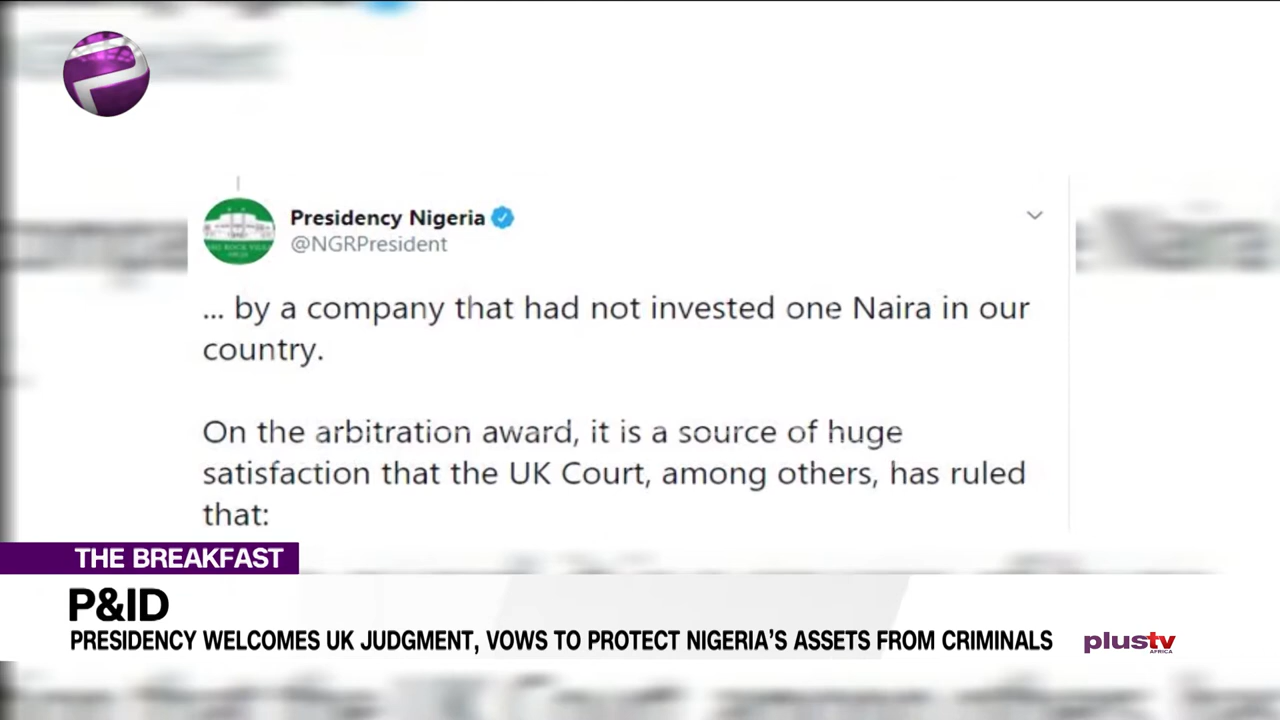 Presidency Nigeria
@NGRPresident
... by a company that had not invested one Naira in our
country.
On the arbitration award, it is a source of huge
satisfaction that the UK Court, among others, has ruled
that:
THE BREAKFAST
P&ID
PRESIDENCY WELCOMES UK JUDGMENT, VOWS TO PROTECT NIGERIA'S ASSETS FROM CRIMINALS
plustv
AFRICA